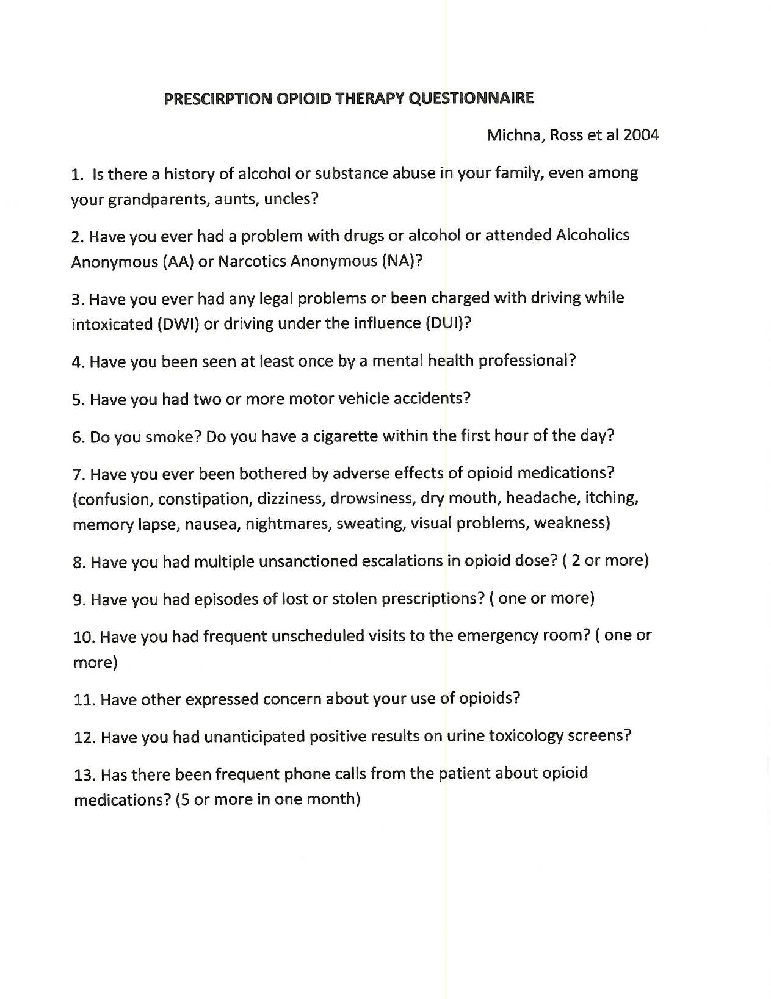 PRESCIRPTION OPIOID THERAPY QUESTIONNAIRE
Michna, Ross et al 2004
1. Is there a history of alcohol or substance abuse in your family, even among
your grandparents, aunts, uncles?
2. Have you ever had a problem with drugs or alcohol or attended Alcoholics
Anonymous (AA) or Narcotics Anonymous (NA)?
3. Have you ever had any legal problems or been charged with driving while
intoxicated (DWI) or driving under the influence (DUI)?
4. Have you been seen at least once by a mental health professional?
5. Have you had two or more motor vehicle accidents?
6. Do you smoke? Do you have a cigarette within the first hour of the day?
7. Have you ever been bothered by adverse effects of opioid medications?
(confusion, constipation, dizziness, drowsiness, dry mouth, headache, itching,
memory lapse, nausea, nightmares, sweating, visual problems, weakness)
8. Have you had multiple unsanctioned escalations in opioid dose? ( 2 or more)
9. Have you had episodes of lost or stolen prescriptions? ( one or more)
10. Have you had frequent unscheduled visits to the emergency room? ( one or
more)
11. Have other expressed concern about your use of opioids?
12. Have you had unanticipated positive results on urine toxicology screens?
13. Has there been frequent phone calls from the patient about opioid
medications? (5 or more in one month)